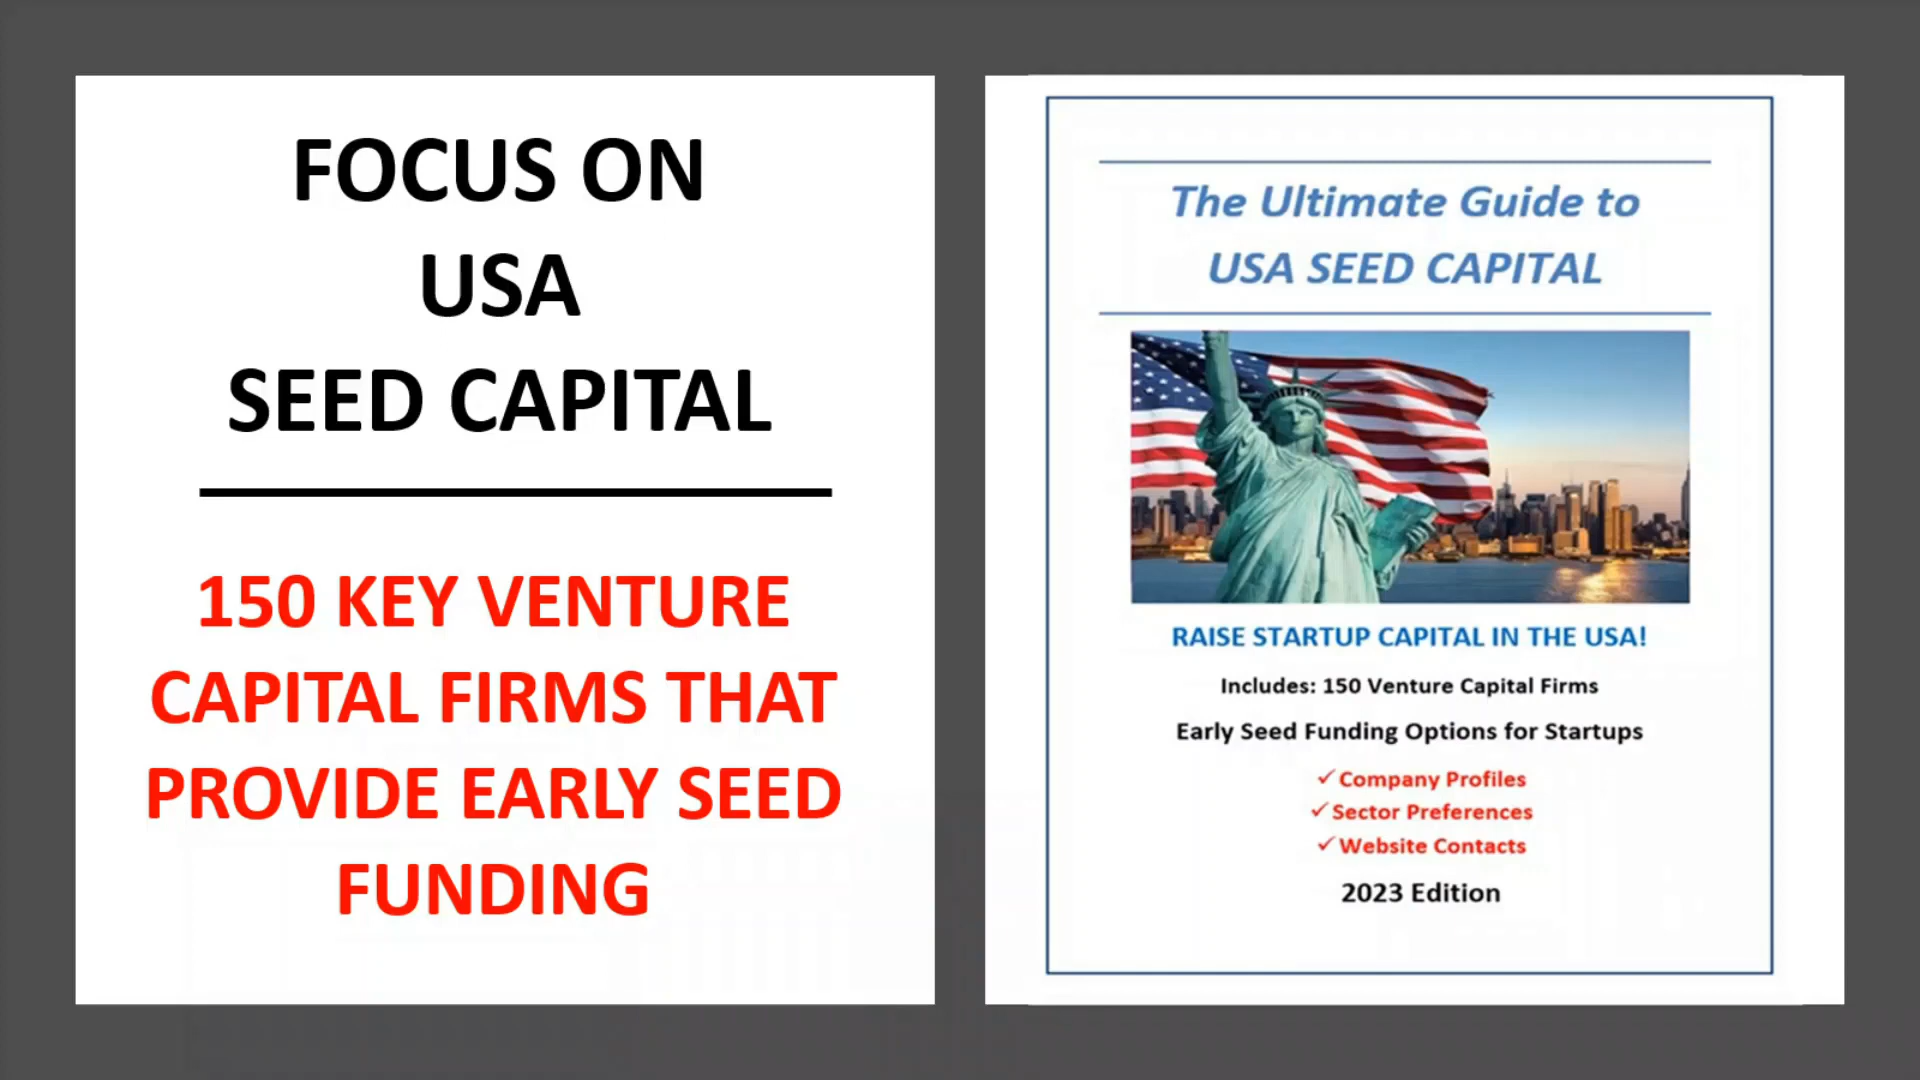 FOCUS ON
USA
SEED CAPITAL
150 KEY VENTURE
CAPITAL FIRMS THAT
PROVIDE EARLY SEED
FUNDING
The Ultimate Guide to
USA SEED CAPITAL
RAISE STARTUP CAPITAL IN THE USA!
Includes: 150 Venture Capital Firms
Early Seed Funding Options for Startups
✓ Company Profiles
✓ Sector Preferences
✓ Website Contacts
2023 Edition